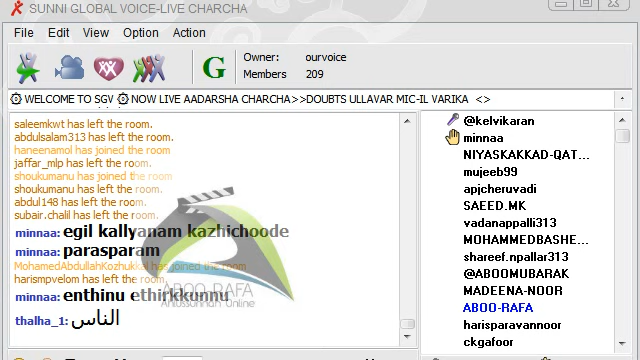 SUNNI GLOBAL VOICE-LIVE CHARCHA
File Edit View Option Action
G
Owner: ourvoice
Members 209
WELCOME TO SGV NOW LIVE AADARSHA CHARCHA>>DOUBTS ULLAVAR MIC-IL VARIKA <>
saleemkwt has left the room.
abdulsalam313 has left the room.
haneenamol has joined the room
jaffar_mlp has left the room.
shoukumanu has joined the room
shoukumanu has left the room.
abdul148 has left the room.
subair.chalil has left the room.
minnaa: egil kallyanam kazhichoode
minnaa: parasparam
MohamedAbdullahKozhukkal has joined the room
harismpvelom has left the room.
minnaa: enthinu ethirkkunnu
thalha_1: الناس
ABOO-RAFA
Ahlussunnah Online
@kelvikaran
minnaa
NIYASKAKKAD-QAT...
mujeeb99
apjcheruvadi
SAEED.MK
vadanappalli313
MOHAMMEDBASHE...
shareef.npallar313
@ABOOMUBARAK
MADEENA-NOOR
ABOO-RAFA
harisparavannoor
ckgafoor